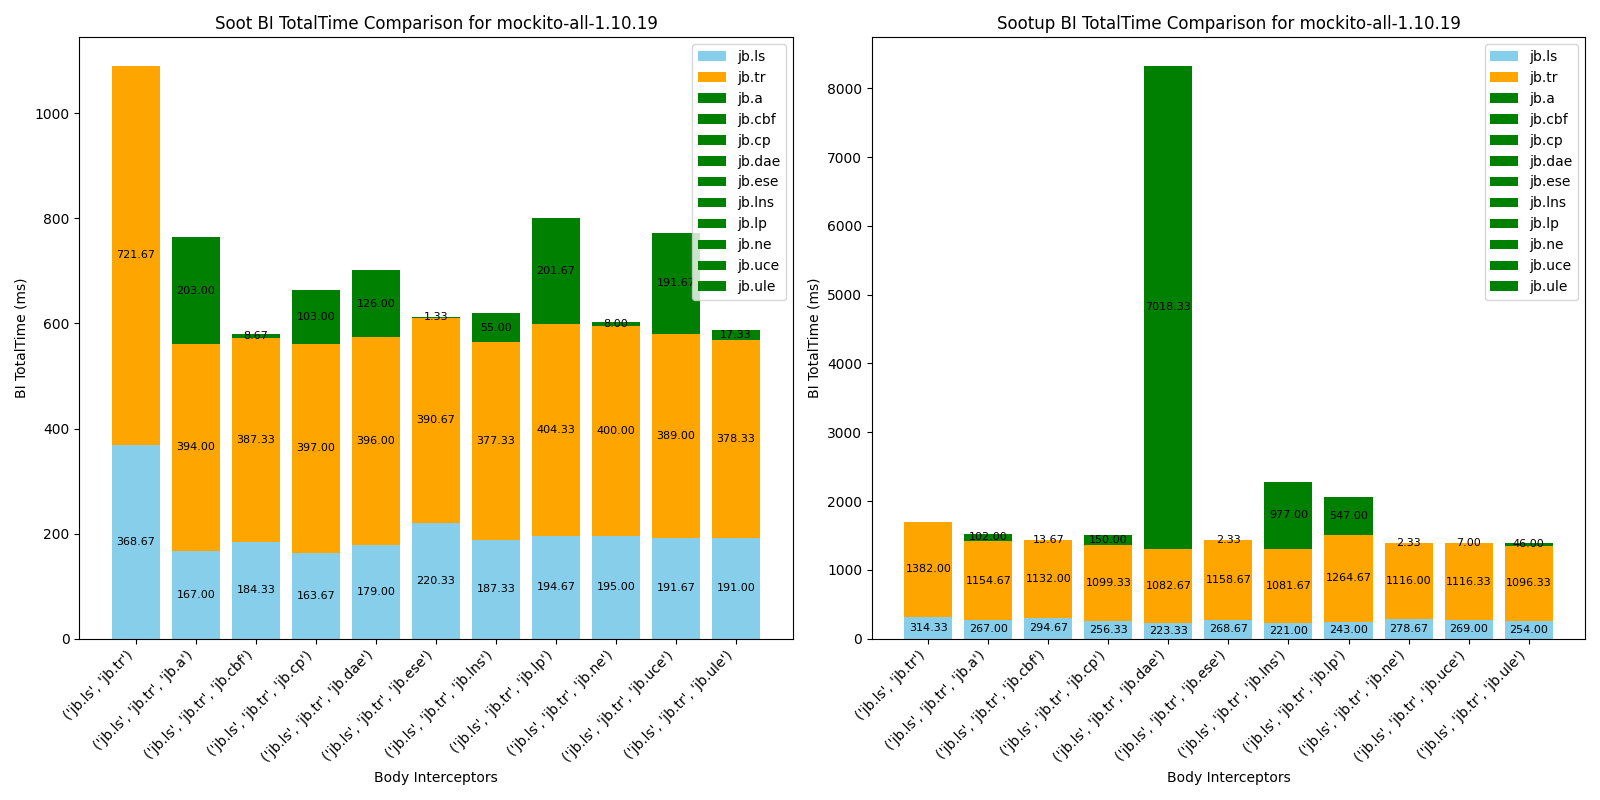 Soot BI TotalTime Comparison for mockito-all-1.10.19
BI TotalTime (ms)
1000
800
600
400
200
0
721.67
368.67
203.00
394.00
167.00
8.67
387.33
184.33
103.00
397.00
163.67
126.00
396.00
179.00
1.33
390.67
220.33
55.00
377.33
187.33
201.67
404.33
194.67
8.00
400.00
195.00
191.67
389.00
191.67
17.33
378.33
191.00
jb.ls
jb.tr
jb.a
jb.cbf
jb.cp
jb.dae
jb.ese
jb.lns
jb.lp
jb.ne
jb.uce
jb.ule
('jb.ls', 'jb.tr')
('jb.ls', 'jb.tr', 'jb.a')
('jb.ls', 'jb.tr', 'jb.cbf')
('jb.ls', 'jb.tr', 'jb.cp')
('jb.ls', 'jb.tr', 'jb.dae')
('jb.ls', 'jb.tr', 'jb.ese')
('jb.ls', 'jb.tr', 'jb.lns')
('jb.ls', 'jb.tr', 'jb.lp')
('jb.ls', 'jb.tr', 'jb.ne')
('jb.ls', 'jb.tr', 'jb.uce')
('jb.ls', 'jb.tr', 'jb.ule')
Body Interceptors
Sootup BI TotalTime Comparison for mockito-all-1.10.19
BI TotalTime (ms)
8000
7000
6000
5000
4000
3000
2000
1000
0
1382.00
314.33
102.00
1154.67
267.00
13.67
1132.00
294.67
150.00
1099.33
256.33
7018.33
1082.67
223.33
2.33
1158.67
268.67
977.00
1081.67
221.00
547.00
1264.67
243.00
2.33
1116.00
278.67
7.00
1116.33
269.00
46.00
1096.33
254.00
jb.ls
jb.tr
jb.a
jb.cbf
jb.cp
jb.dae
jb.ese
jb.lns
jb.lp
jb.ne
jb.uce
jb.ule
('jb.ls', 'jb.tr')
('jb.ls', 'jb.tr', 'jb.a')
('jb.ls', 'jb.tr', 'jb.cbf')
('jb.ls', 'jb.tr', 'jb.cp')
('jb.ls', 'jb.tr', 'jb.dae')
('jb.ls', 'jb.tr', 'jb.ese')
('jb.ls', 'jb.tr', 'jb.lns')
('jb.ls', 'jb.tr', 'jb.lp')
('jb.ls', 'jb.tr', 'jb.ne')
('jb.ls', 'jb.tr', 'jb.uce')
('jb.ls', 'jb.tr', 'jb.ule')
Body Interceptors